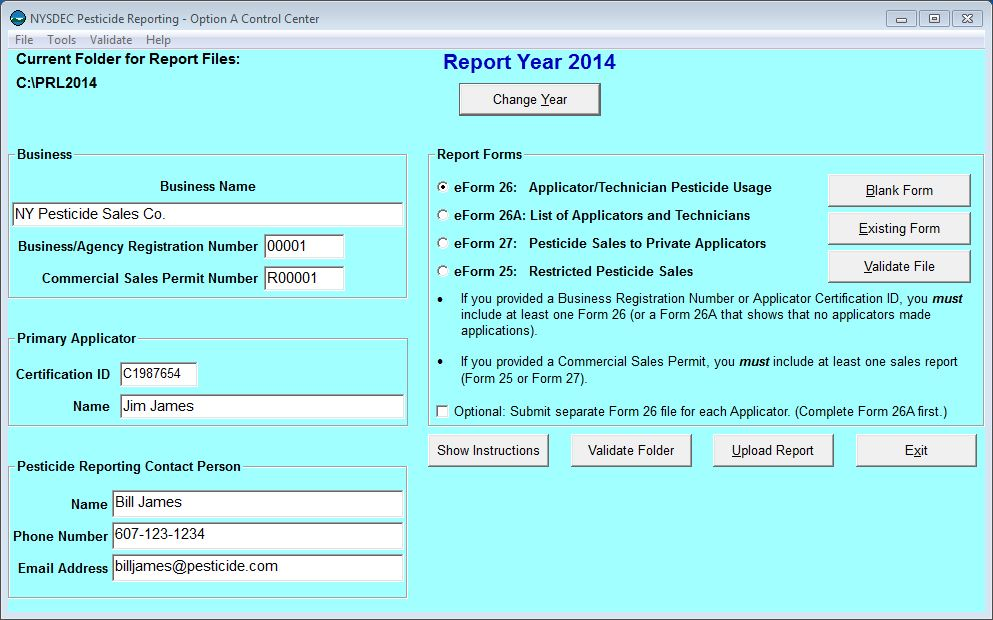 NYSDEC Pesticide Reporting - Option A Control Center
File Tools Validate Help
Current Folder for Report Files:
C:\PRL2014
Report Year 2014
Change Year
Business
Business Name
NY Pesticide Sales Co.
Business/Agency Registration Number 00001
Commercial Sales Permit Number R00001
Primary Applicator
Certification ID C1987654
Name Jim James
Pesticide Reporting Contact Person
Name Bill James
Phone Number 607-123-1234
Email Address billjames@pesticide.com
Report Forms
eForm 26: Applicator/Technician Pesticide Usage
eForm 26A: List of Applicators and Technicians
eForm 27: Pesticide Sales to Private Applicators
eForm 25: Restricted Pesticide Sales
Blank Form
Existing Form
Validate File
• If you provided a Business Registration Number or Applicator Certification ID, you must
include at least one Form 26 (or a Form 26A that shows that no applicators made
applications).
• If you provided a Commercial Sales Permit, you must include at least one sales report
(Form 25 or Form 27).
Optional: Submit separate Form 26 file for each Applicator. (Complete Form 26A first.)
Show Instructions
Validate Folder
Upload Report
Exit